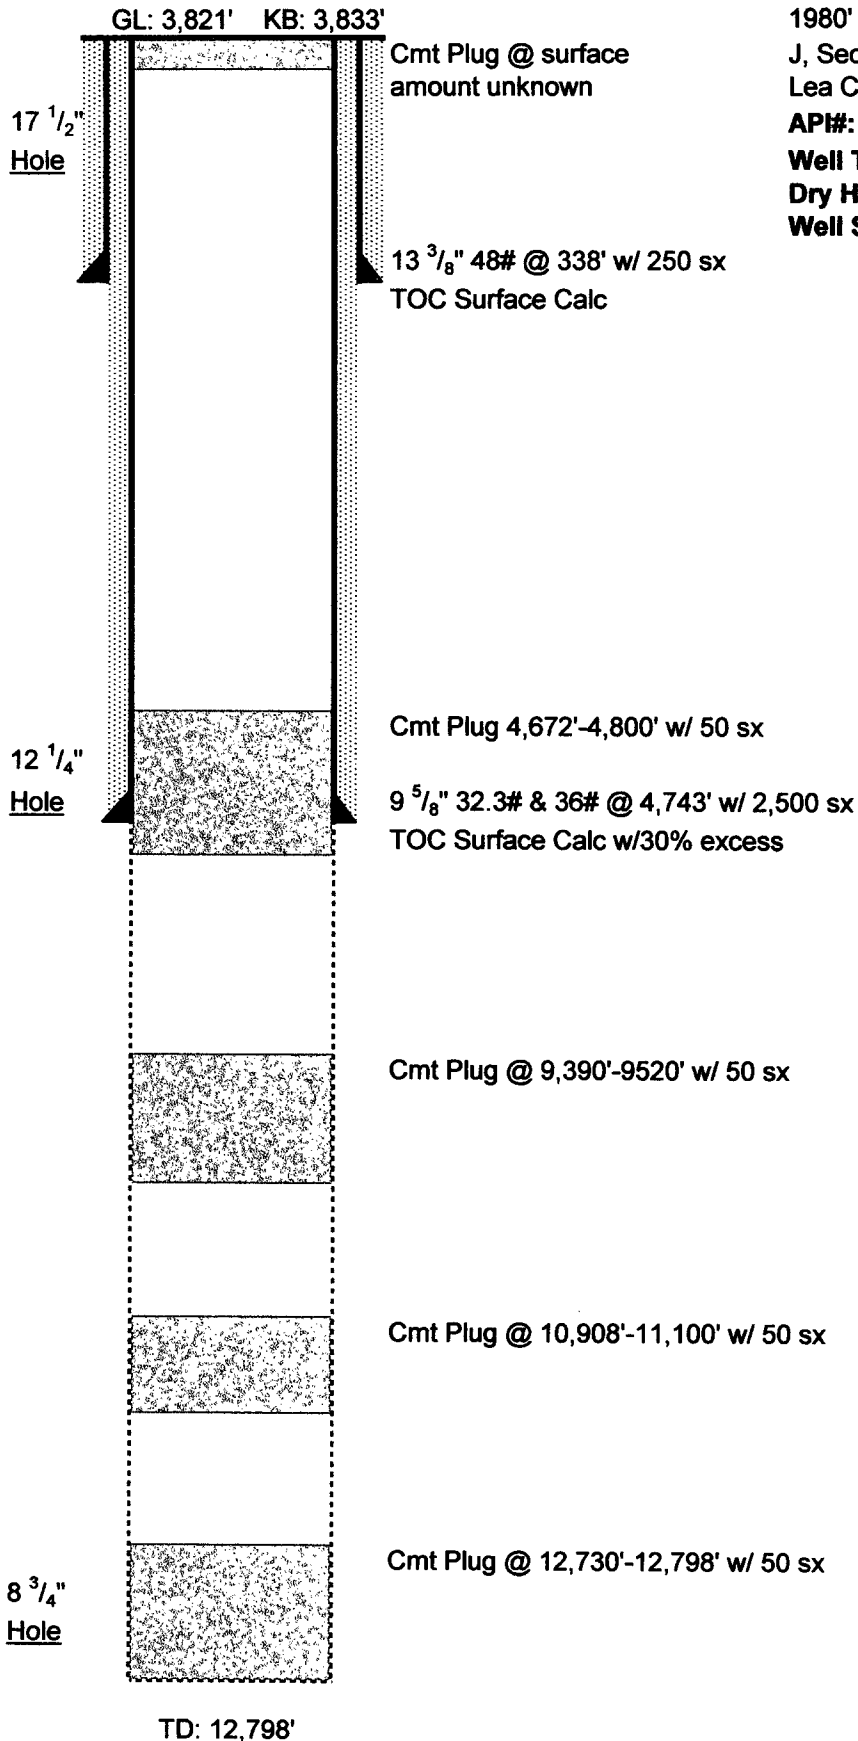 GL: 3,821' KB: 3,833'
1980'
Cmt Plug @ surface
amount unknown
J, Sec
Lea C
API#:
Well T
Dry H
Well S
17 1/2"
Hole
13 3/8" 48# @ 338' w/ 250 sx
TOC Surface Calc
Cmt Plug 4,672'-4,800' w/ 50 sx
12 1/4"
Hole
9 5/8" 32.3# & 36# @ 4,743' w/ 2,500 sx
TOC Surface Calc w/30% excess
Cmt Plug @ 9,390'-9520' w/ 50 sx
Cmt Plug @ 10,908'-11,100' w/ 50 sx
Cmt Plug @ 12,730'-12,798' w/ 50 sx
8 3/4"
Hole
TD: 12,798'